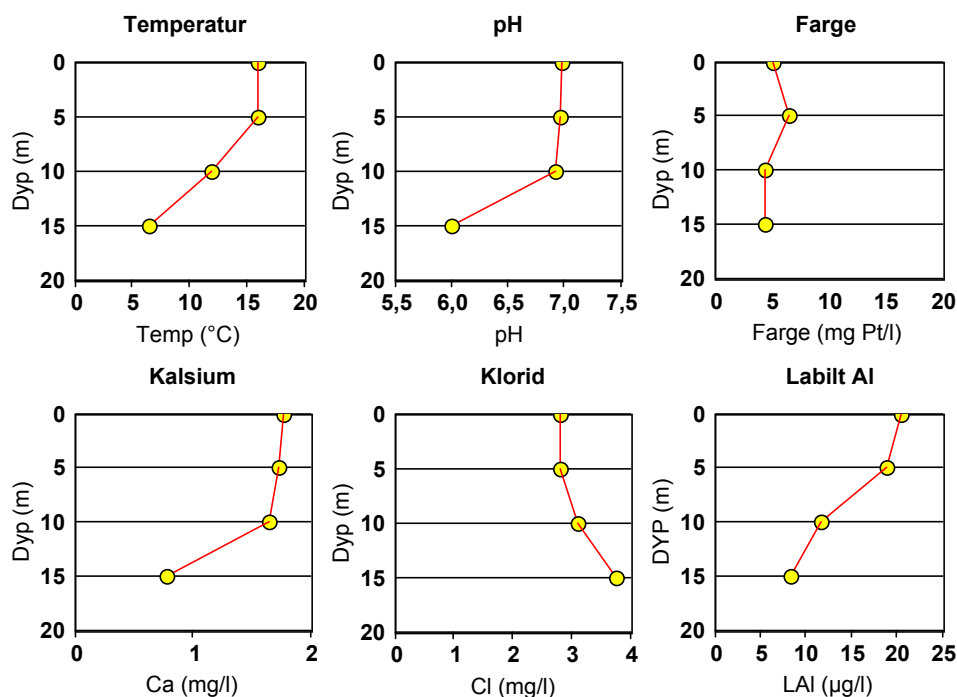 Temperatur
0
5
10
15
20
Dyp (m)
0 5 10 15 20
Temp (°C)
pH
0
5
10
15
20
Dyp (m)
5,5 6,0 6,5 7,0 7,5
pH
Farge
0
5
10
15
20
Dyp (m)
0 5 10 15 20
Farge (mg Pt/l)
Kalsium
0
5
10
15
20
Dyp (m)
0 1 2
Ca (mg/l)
Klorid
0
5
10
15
20
Dyp (m)
0 1 2 3 4
Cl (mg/l)
Labilt Al
0
5
10
15
20
DYP (m)
0 5 10 15 20 25
LAl (µg/l)